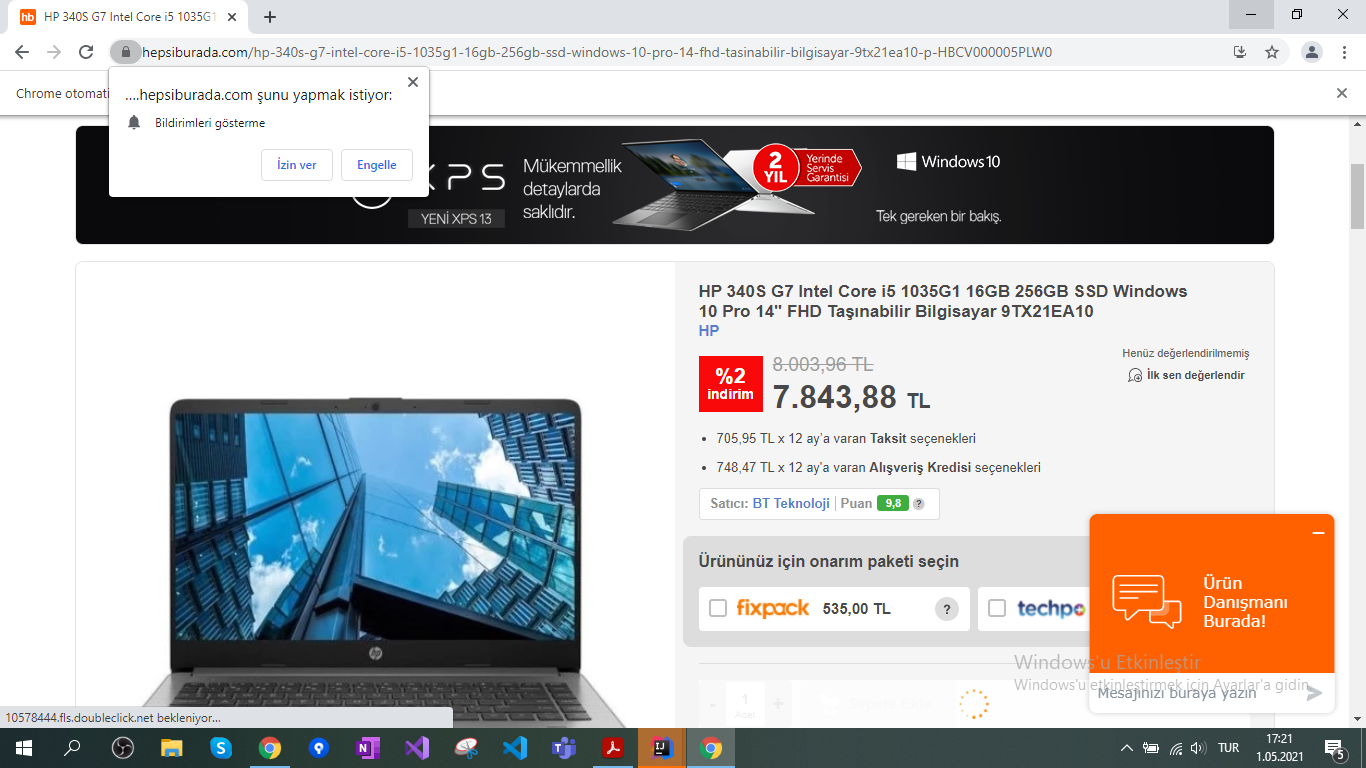 HP 340S G7 Intel Core i5 1035G1
hepsiburada.com/hp-340s-g7-intel-core-i5-1035g1-16gb-256gb-ssd-windows-10-pro-14-fhd-tasinabilir-bilgisayar-9tx21ea10-p-HBCV000005PLW0
Chrome otomati
....hepsiburada.com şunu yapmak istiyor:
Bildirimleri gösterme
İzin ver
Engelle
XPS
YENİ XPS 13
Mükemmellik
detaylarda
saklıdır.
2
YIL
Yerinde
Servis
Garantisi
Windows10
Tek gereken bir bakış.
HP 340S G7 Intel Core i5 1035G1 16GB 256GB SSD Windows
10 Pro 14" FHD Taşınabilir Bilgisayar 9TX21EA10
HP
%2
indirim
8.003,96 TL
7.843,88 TL
Henüz değerlendirilmemiş
İlk sen değerlendir
705,95 TL x 12 ay'a varan Taksit seçenekleri
748,47 TL x 12 ay'a varan Alışveriş Kredisi seçenekleri
Satıcı: BT Teknoloji Puan 9,8 ?
Ürününüz için onarım paketi seçin
fixpack 535,00 TL ?
techpo
Ürün
Danışmanı
Burada!
Windows'u Etkinleştir
Windows'u etkinleştirmek için Ayarlar'a gidin.
Mesajınızı buraya yazın
- 1 +
Adet
hp
10578444.fls.doubleclick.net bekleniyor...
TUR
17:21
1.05.2021
5